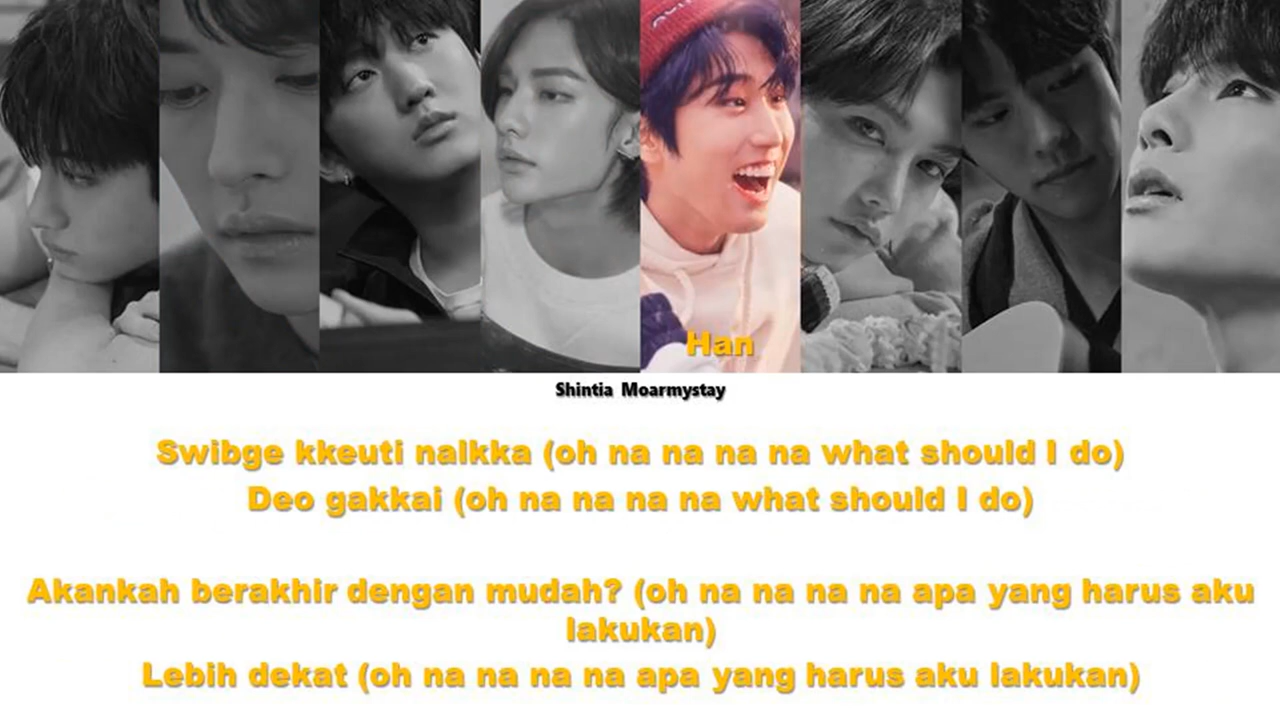 Han
Shintia Moarmystay
Swibge kkeuti nalkka (oh na na na na what should I do)
Deo gakkai (oh na na na na what should I do)
Akankah berakhir dengan mudah? (oh na na na na apa yang harus aku
lakukan)
Lebih dekat (oh na na na na apa yang harus aku lakukan)